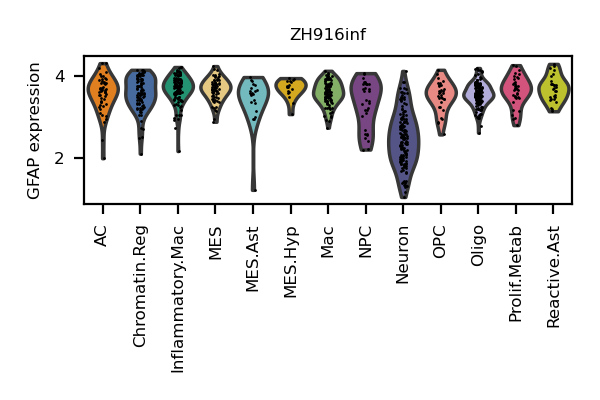 ZH916inf
GFAP expression
4
2
AC
Chromatin.Reg
Inflammatory.Mac
MES
MES.Ast
MES.Hyp
Mac
NPC
Neuron
OPC
Oligo
Prolif.Metab
Reactive.Ast